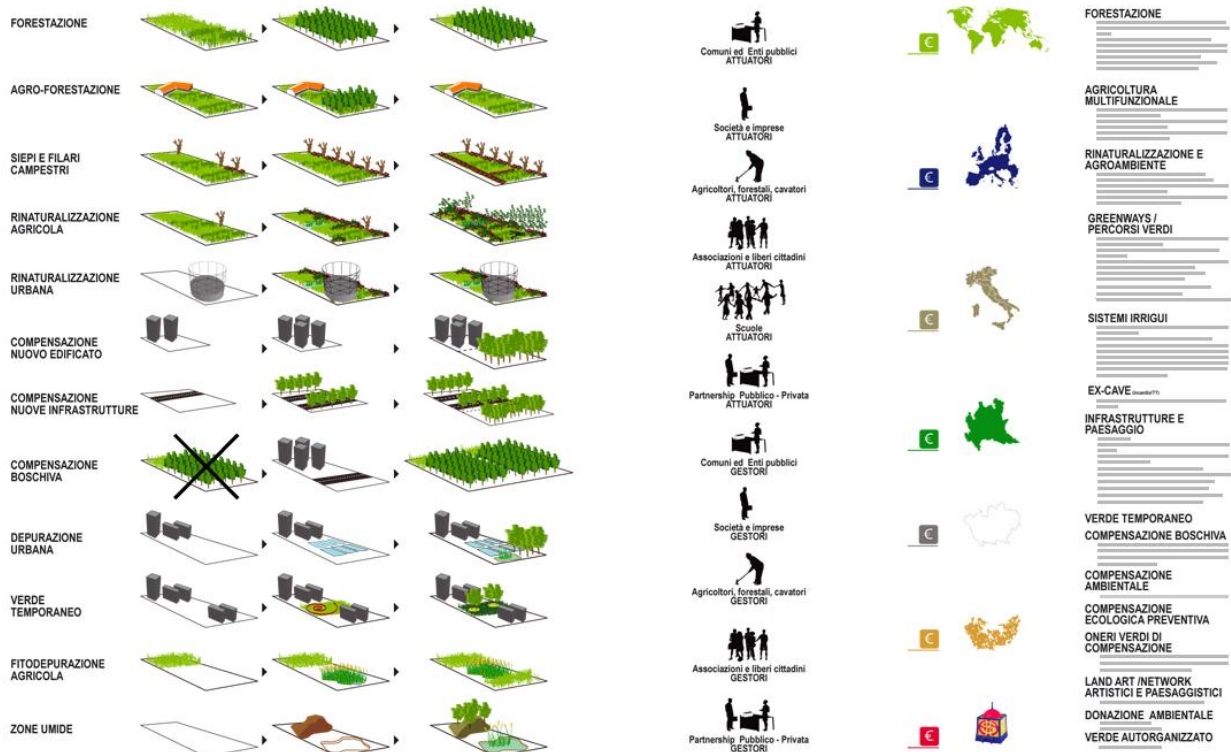 FORESTAZIONE
AGRO-FORESTAZIONE
SIEPI E FILARI
CAMPESTRI
RINATURALIZZAZIONE
AGRICOLA
RINATURALIZZAZIONE
URBANA
COMPENSAZIONE
NUOVO EDIFICATO
COMPENSAZIONE
NUOVE INFRASTRUTTURE
COMPENSAZIONE
BOSCHIVA
DEPURAZIONE
URBANA
VERDE
TEMPORANEO
FITODEPURAZIONE
AGRICOLA
ZONE UMIDE
Comuni ed Enti pubblici
ATTUATORI
Società e imprese
ATTUATORI
Agricoltori, forestali, cavatori
ATTUATORI
Associazioni e liberi cittadini
ATTUATORI
Scuole
ATTUATORI
Partnership Pubblico - Privata
ATTUATORI
Comuni ed Enti pubblici
GESTORI
Società e imprese
GESTORI
Agricoltori, forestali, cavatori
GESTORI
Associazioni e liberi cittadini
GESTORI
Partnership Pubblico - Privata
GESTORI
€
€
€
€
€
€
€
$
FORESTAZIONE
AGRICOLTURA
MULTIFUNZIONALE
RINATURALIZZAZIONE E
AGROAMBIENTE
GREENWAYS /
PERCORSI VERDI
SISTEMI IRRIGUI
EX-CAVE
INFRASTRUTTURE E
PAESAGGIO
VERDE TEMPORANEO
COMPENSAZIONE BOSCHIVA
COMPENSAZIONE
AMBIENTALE
COMPENSAZIONE
ECOLOGICA PREVENTIVA
ONERI VERDI DI
COMPENSAZIONE
LAND ART /NETWORK
ARTISTICI E PAESAGGISTICI
DONAZIONE AMBIENTALE
VERDE AUTORGANIZZATO